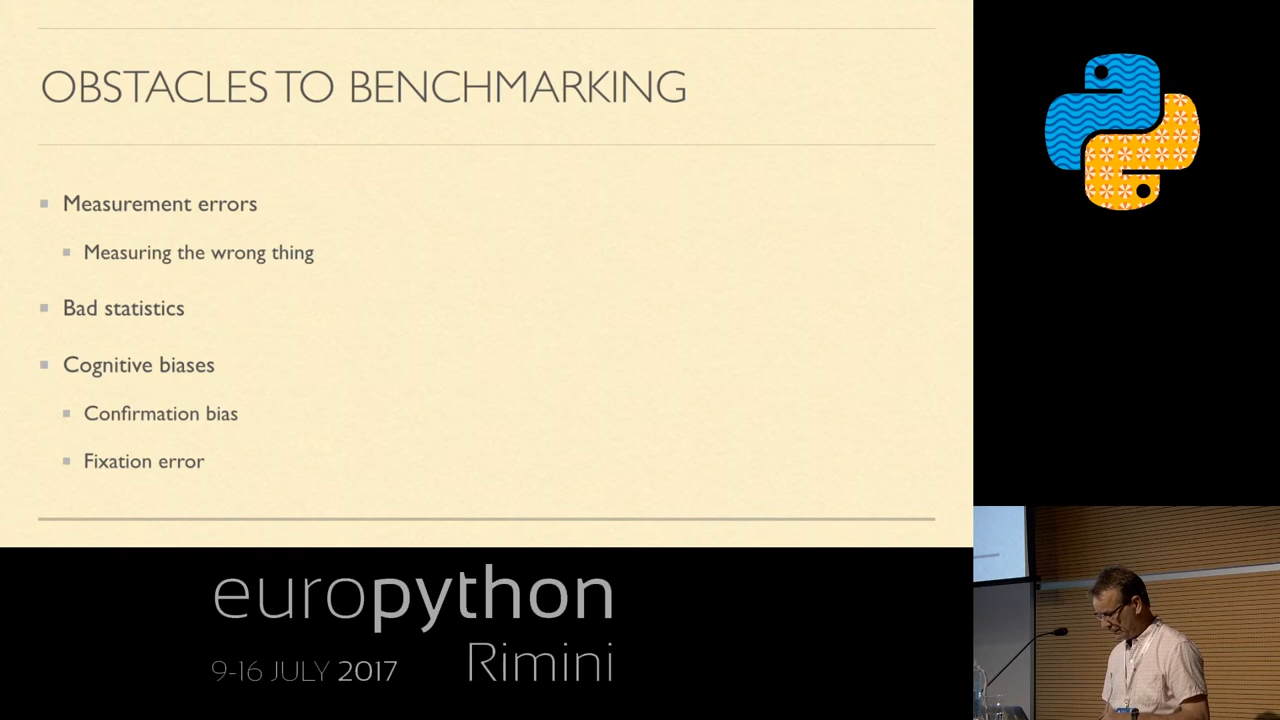 OBSTACLES TO BENCHMARKING
Measurement errors
Measuring the wrong thing
Bad statistics
Cognitive biases
Confirmation bias
Fixation error
europython
9-16 JULY 2017
Rimini